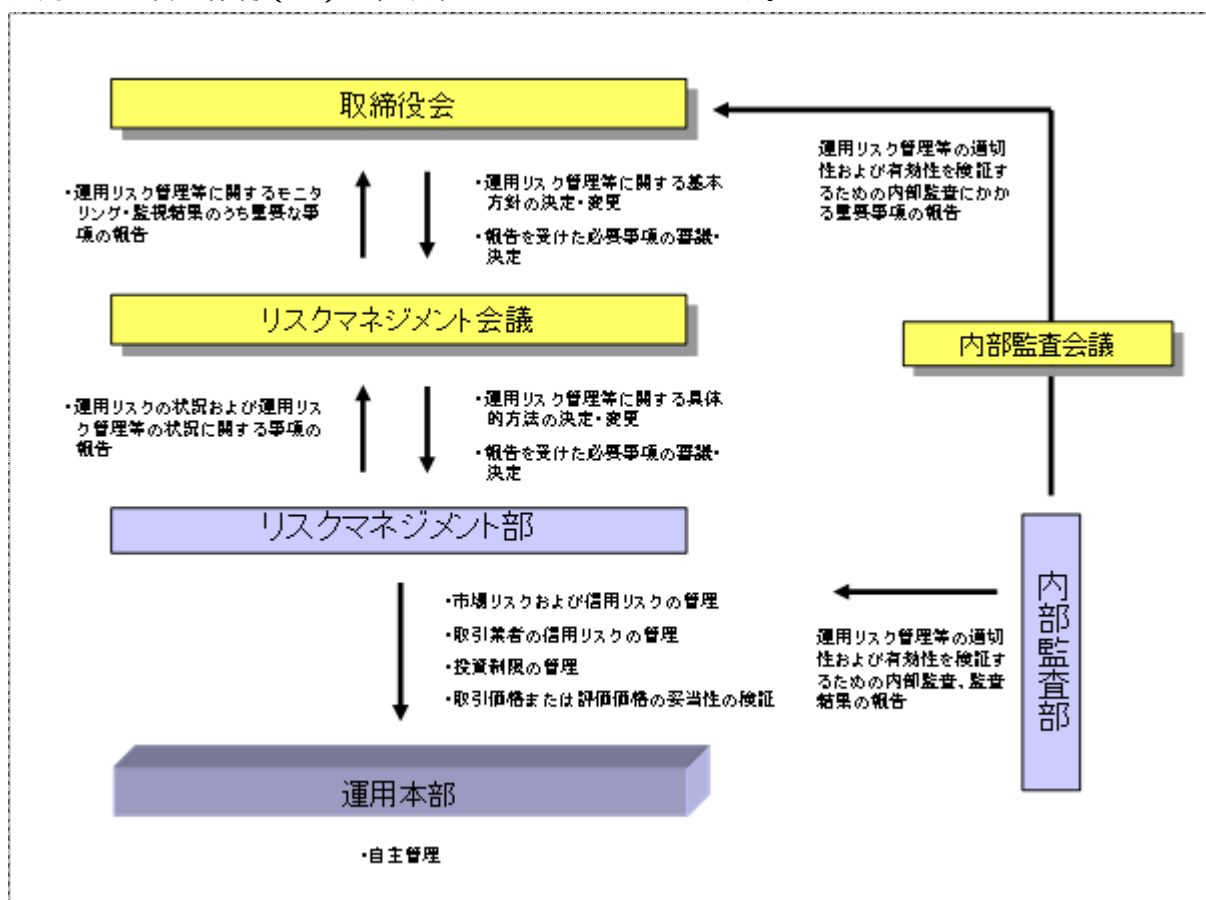 取締役会
・運用リスク管理等に関するモニ
タリング・監視結果のうち重要な事
項の報告
・運用リスク管理等に関する基本
方針の決定・変更
・報告を受けた必要事項の審議・
決定
運用リスク管理等の適切
性および有効性を検証す
るための内部監査にかか
る重要事項の報告
リスクマネジメント会議
内部監査会議
・運用リスクの状況および運用リス
ク管理等の状況に関する事項の
報告
・運用リスク管理等に関する具体
的方法の決定・変更
・報告を受けた必要事項の審議・
決定
リスクマネジメント部
・市場リスクおよび信用リスクの管理
・取引業者の信用リスクの管理
・投資制限の管理
・取引価格または評価価格の妥当性の検証
運用リスク管理等の適切
性および有効性を検証す
るための内部監査、監査
結果の報告
内部監査部
運用本部
・自主管理